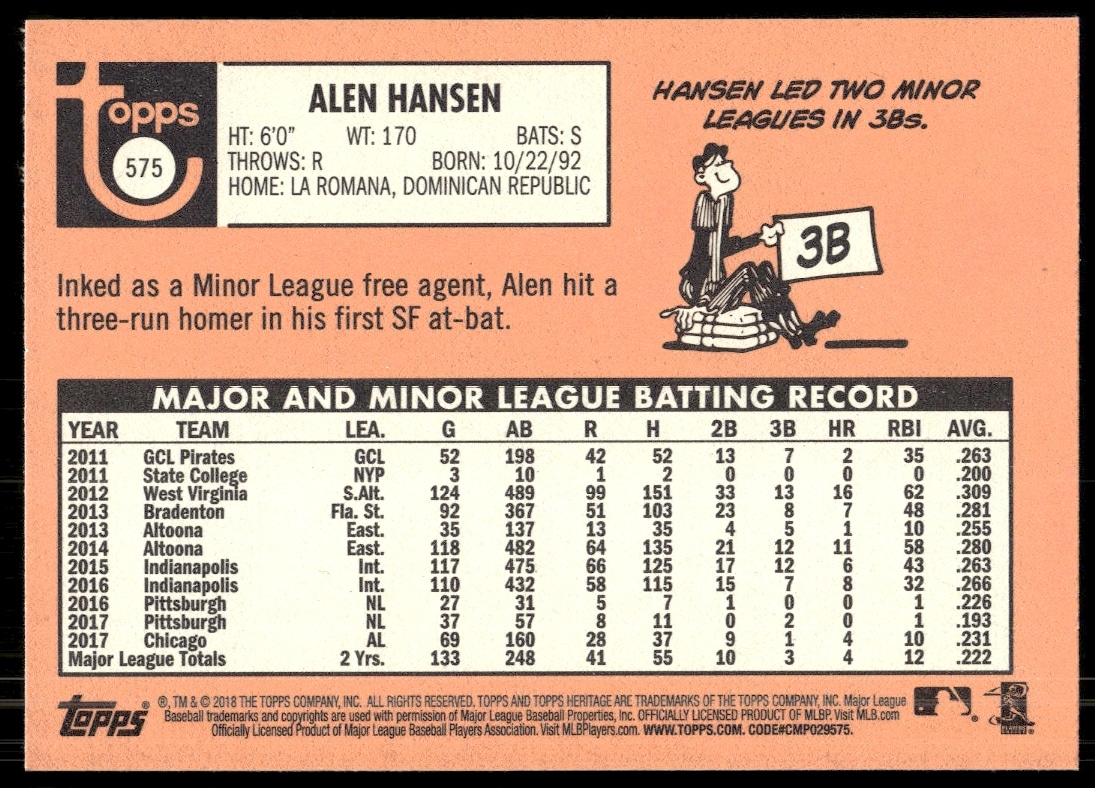 topps
575
ALEN HANSEN
HT: 6'0" WT: 170 BATS: S
THROWS: R BORN: 10/22/92
HOME: LA ROMANA, DOMINICAN REPUBLIC
HANSEN LED TWO MINOR
LEAGUES IN 3Bs.
3B
Inked as a Minor League free agent, Alen hit a
three-run homer in his first SF at-bat.
MAJOR AND MINOR LEAGUE BATTING RECORD
YEAR TEAM LEA. G AB R H 2B 3B HR RBI AVG.
2011 GCL Pirates GCL 52 198 42 52 13 7 2 35 .263
2011 State College NYP 3 10 1 2 0 0 0 0 .200
2012 West Virginia S.Alt. 124 489 99 151 33 13 16 62 .309
2013 Bradenton Fla. St. 92 367 51 103 23 8 7 48 .281
2013 Altoona East. 35 137 13 35 4 5 1 10 .255
2014 Altoona East. 118 482 64 135 21 12 11 58 .280
2015 Indianapolis Int. 117 475 66 125 17 12 6 43 .263
2016 Indianapolis Int. 110 432 58 115 15 7 8 32 .266
2016 Pittsburgh NL 27 31 5 7 1 0 0 1 .226
2017 Pittsburgh NL 37 57 8 11 0 2 0 1 .193
2017 Chicago AL 69 160 28 37 9 1 4 10 .231
Major League Totals 2 Yrs. 133 248 41 55 10 3 4 12 .222
topps® ®, TM & © 2018 THE TOPPS COMPANY, INC. ALL RIGHTS RESERVED. TOPPS AND TOPPS HERITAGE ARE TRADEMARKS OF THE TOPPS COMPANY, INC. Major League
Baseball trademarks and copyrights are used with permission of Major League Baseball Properties, Inc. OFFICIALLY LICENSED PRODUCT OF MLBP. Visit MLB.com
Officially Licensed Product of Major League Baseball Players Association. Visit MLBPlayers.com. WWW.TOPPS.COM. CODE#CMP029575.